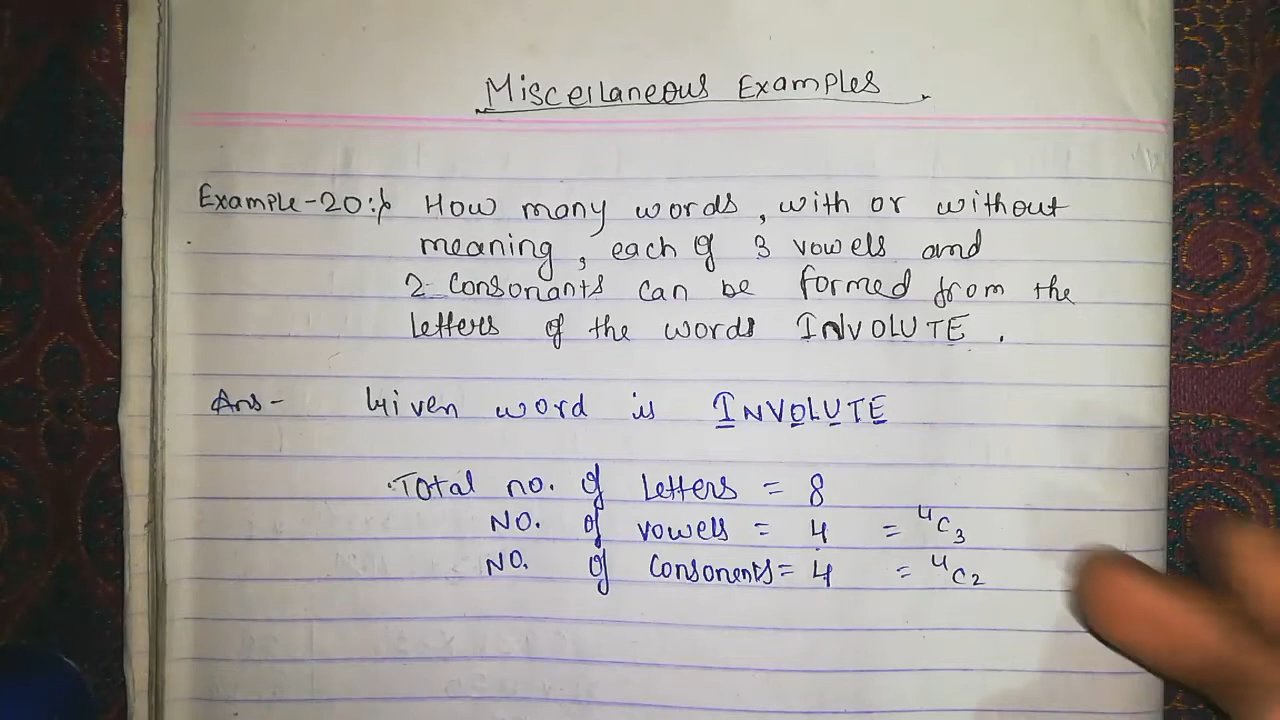 Miscellaneous Examples
Example-20:- How many words, with or without
meaning, each of 3 vowels and
2 Consonants can be formed from the
letters of the words INVOLUTE.
Ans- Given word is INVOLUTE
Total no. of letters = 8
NO. of vowels = 4 = ⁴C₃
NO. of Consonents = 4 = ⁴C₂